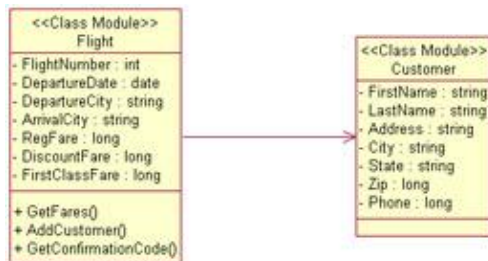 <<Class Module>>
Flight
- FlightNumber : int
- DepartureDate : date
- DepartureCity : string
- ArrivalCity : string
- RegFare : long
- DiscountFare : long
- FirstClassFare : long
+ GetFares()
+ AddCustomer()
+ GetConfirmationCode()
<<Class Module>>
Customer
- FirstName : string
- LastName : string
- Address : string
- City : string
- State : string
- Zip : long
- Phone : long